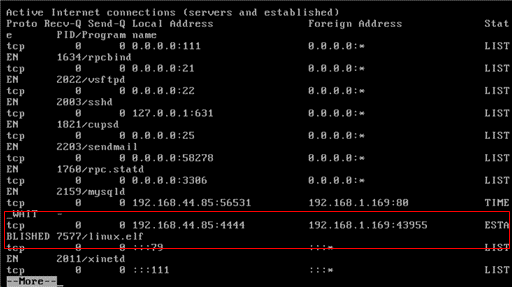 Active Internet connections (servers and established)
Proto Recv-Q Send-Q Local Address Foreign Address Stat
e PID/Program name
tcp 0 0 0.0.0.0:111 0.0.0.0:* LIST
EN 1634/rpcbind
tcp 0 0 0.0.0.0:21 0.0.0.0:* LIST
EN 2022/vsftpd
tcp 0 0 0.0.0.0:22 0.0.0.0:* LIST
EN 2003/sshd
tcp 0 0 127.0.0.1:631 0.0.0.0:* LIST
EN 1821/cupsd
tcp 0 0 0.0.0.0:25 0.0.0.0:* LIST
EN 2203/sendmail
tcp 0 0 0.0.0.0:58278 0.0.0.0:* LIST
EN 1760/rpc.statd
tcp 0 0 0.0.0.0:3306 0.0.0.0:* LIST
EN 2159/mysqld
tcp 0 0 192.168.44.85:56531 192.168.1.169:80 TIME
_WAIT -
tcp 0 0 192.168.44.85:4444 192.168.1.169:43955 ESTA
BLISHED 7577/linux.elf
tcp 0 0 :::79 :::* LIST
EN 2011/xinetd
tcp 0 0 :::111 :::* LIST
--More--